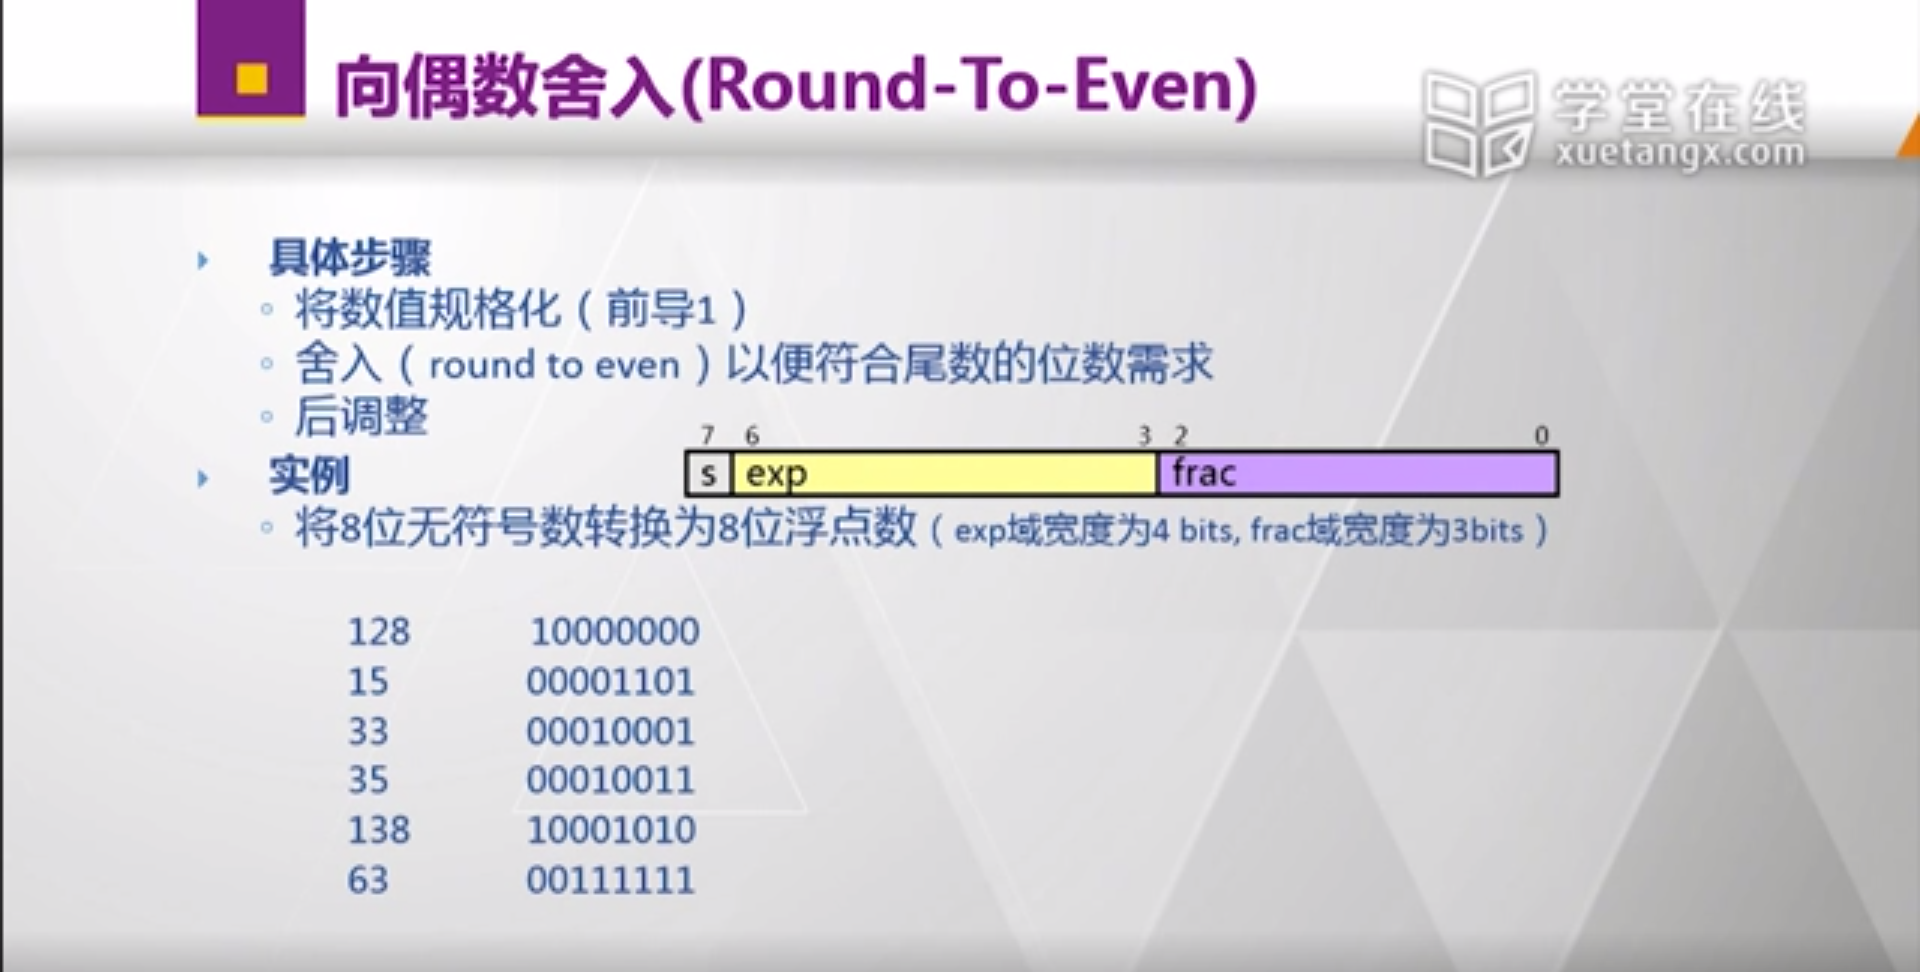 向偶数舍入(Round-To-Even)
学堂在线
xuetangx.com
具体步骤
将数值规格化（前导1）
舍入（round to even）以便符合尾数的位数需求
后调整
7 6 3 2 0
实例
s exp frac
将8位无符号数转换为8位浮点数（exp域宽度为4 bits, frac域宽度为3bits）
128 10000000
15 00001101
33 00010001
35 00010011
138 10001010
63 00111111